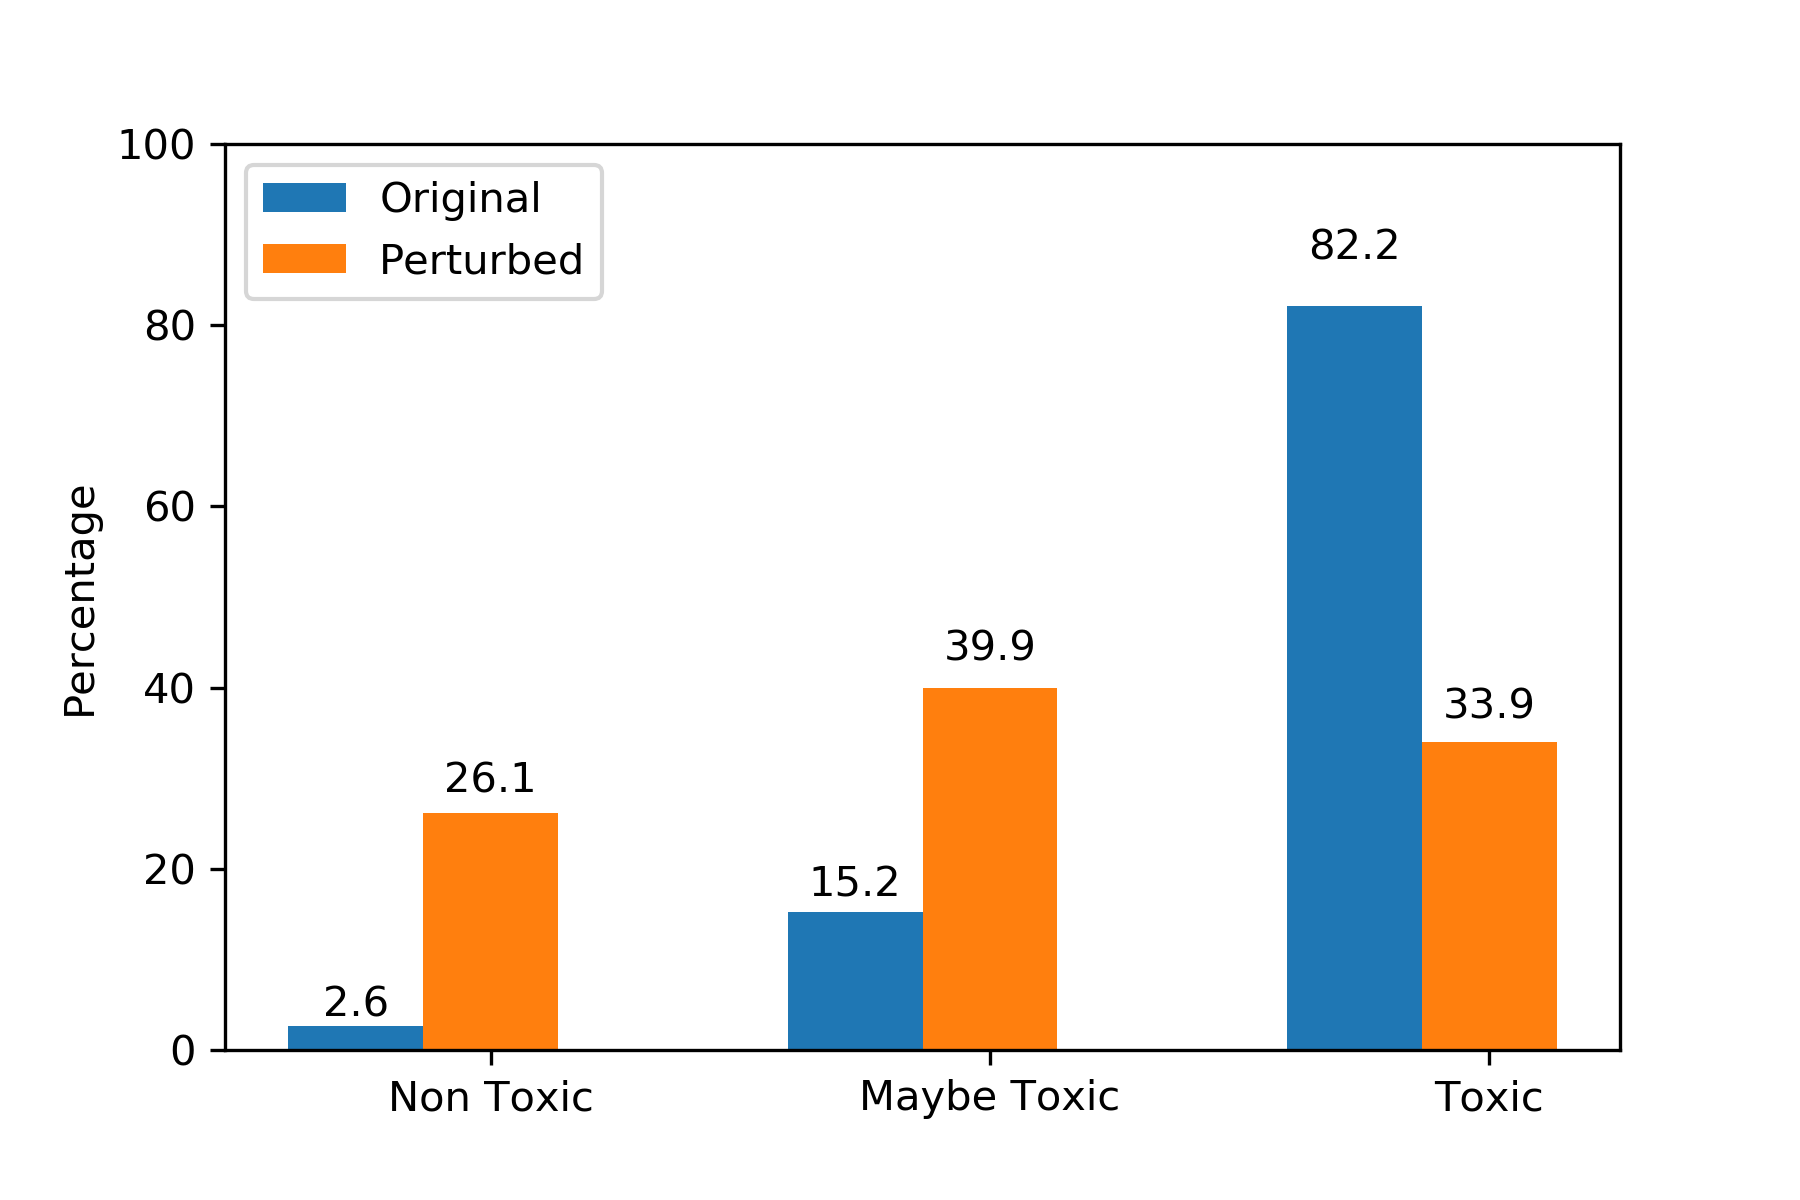 100
80
60
40
20
0
Percentage
Original
Perturbed
2.6
26.1
15.2
39.9
82.2
33.9
Non Toxic
Maybe Toxic
Toxic